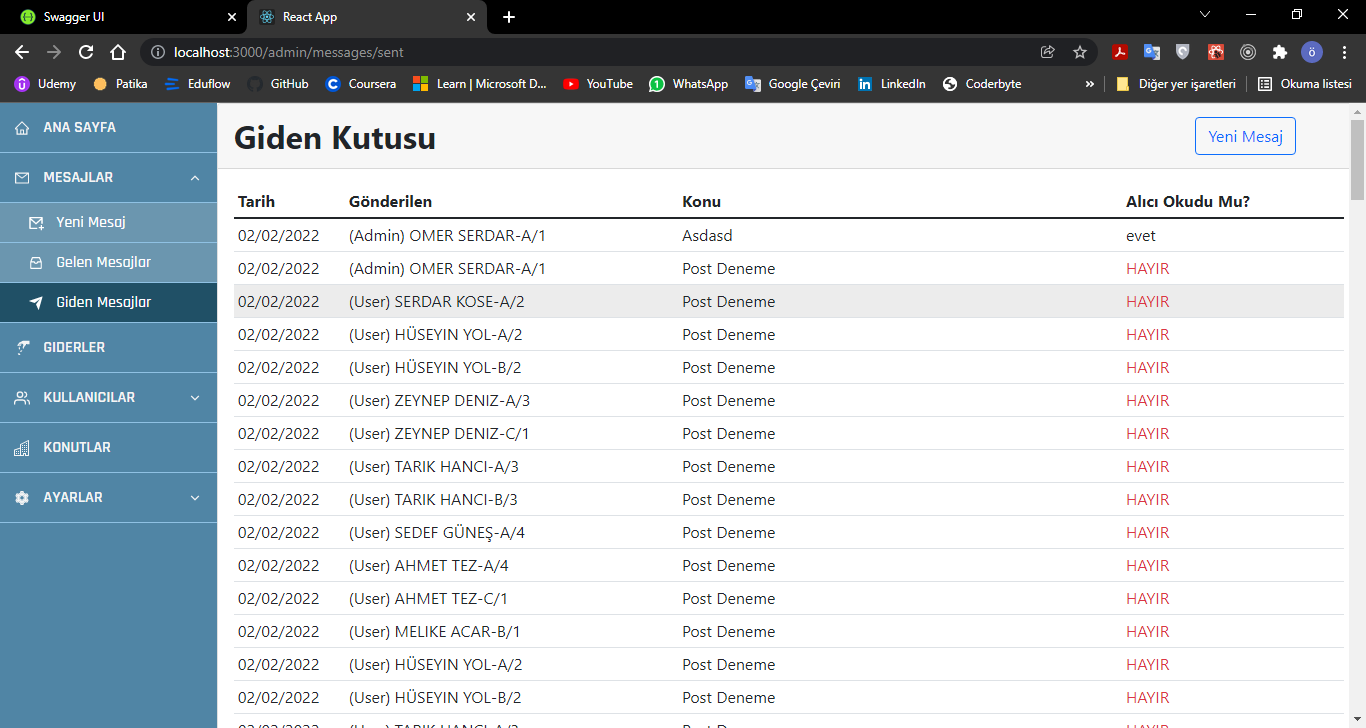 Swagger UI
React App
localhost:3000/admin/messages/sent
ö
Udemy Patika Eduflow GitHub Coursera Learn | Microsoft D... YouTube 1 WhatsApp Google Çeviri LinkedIn Coderbyte » Diğer yer işaretleri Okuma listesi
ANA SAYFA
MESAJLAR
Yeni Mesaj
Gelen Mesajlar
Giden Mesajlar
GIDERLER
KULLANICILAR
KONUTLAR
AYARLAR
Giden Kutusu
Yeni Mesaj
Tarih Gönderilen Konu Alıcı Okudu Mu?
02/02/2022 (Admin) OMER SERDAR-A/1 Asdasd evet
02/02/2022 (Admin) OMER SERDAR-A/1 Post Deneme HAYIR
02/02/2022 (User) SERDAR KOSE-A/2 Post Deneme HAYIR
02/02/2022 (User) HÜSEYIN YOL-A/2 Post Deneme HAYIR
02/02/2022 (User) HÜSEYIN YOL-B/2 Post Deneme HAYIR
02/02/2022 (User) ZEYNEP DENIZ-A/3 Post Deneme HAYIR
02/02/2022 (User) ZEYNEP DENIZ-C/1 Post Deneme HAYIR
02/02/2022 (User) TARIK HANCI-A/3 Post Deneme HAYIR
02/02/2022 (User) TARIK HANCI-B/3 Post Deneme HAYIR
02/02/2022 (User) SEDEF GÜNEŞ-A/4 Post Deneme HAYIR
02/02/2022 (User) AHMET TEZ-A/4 Post Deneme HAYIR
02/02/2022 (User) AHMET TEZ-C/1 Post Deneme HAYIR
02/02/2022 (User) MELIKE ACAR-B/1 Post Deneme HAYIR
02/02/2022 (User) HÜSEYIN YOL-A/2 Post Deneme HAYIR
02/02/2022 (User) HÜSEYIN YOL-B/2 Post Deneme HAYIR